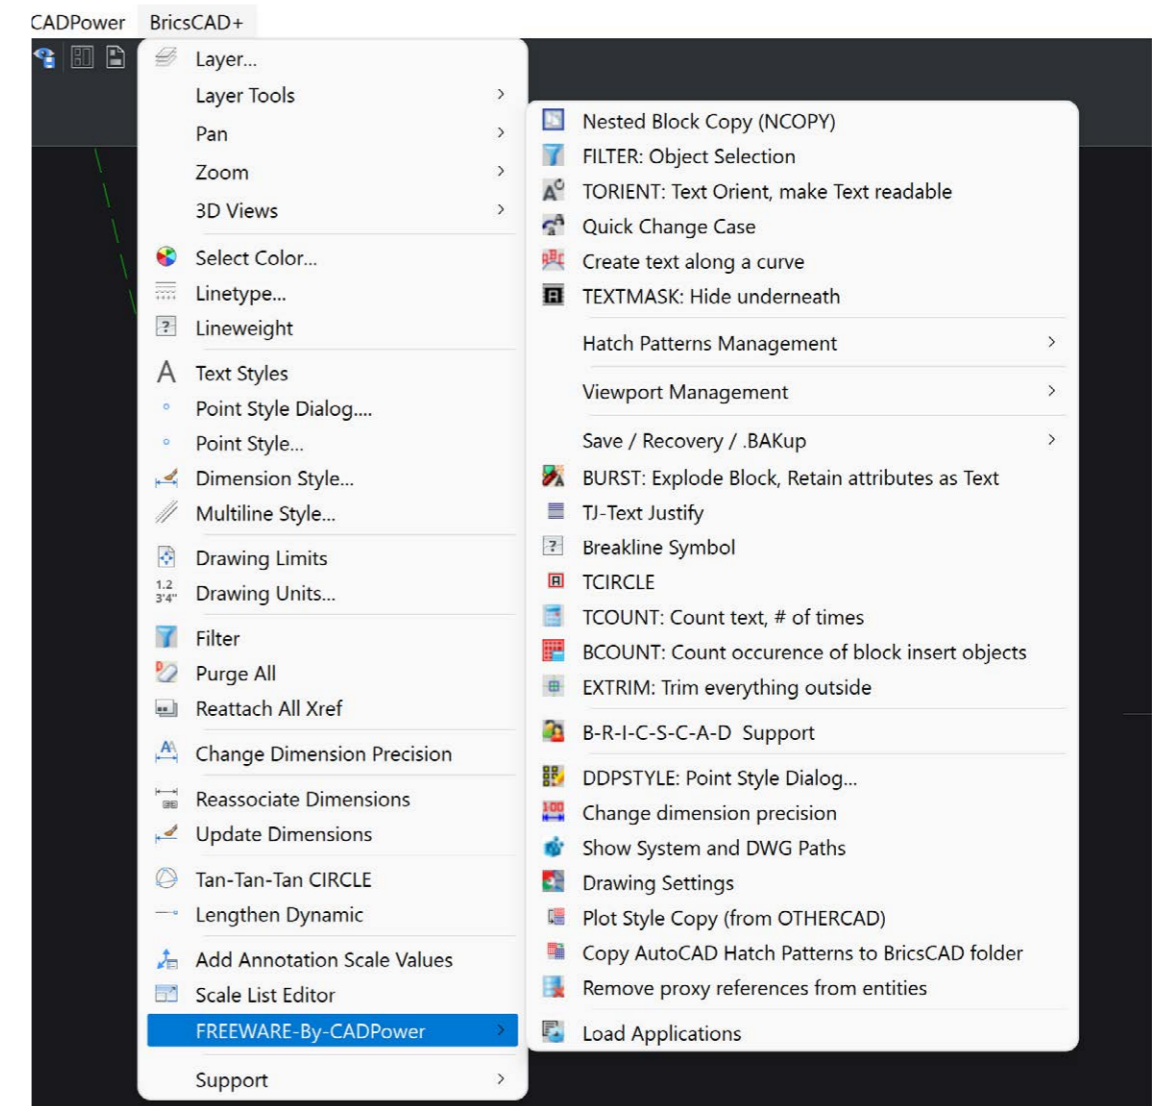 CADPower BricsCAD+
Layer...
Layer Tools
Pan
Zoom
3D Views
Select Color...
Linetype...
Lineweight
Text Styles
Point Style Dialog....
Point Style...
Dimension Style...
Multiline Style...
Drawing Limits
Drawing Units...
Filter
Purge All
Reattach All Xref
Change Dimension Precision
Reassociate Dimensions
Update Dimensions
Tan-Tan-Tan CIRCLE
Lengthen Dynamic
Add Annotation Scale Values
Scale List Editor
FREEWARE-By-CADPower
Support
Nested Block Copy (NCOPY)
FILTER: Object Selection
TORIENT: Text Orient, make Text readable
Quick Change Case
Create text along a curve
TEXTMASK: Hide underneath
Hatch Patterns Management
Viewport Management
Save / Recovery / .BAKup
BURST: Explode Block, Retain attributes as Text
TJ-Text Justify
Breakline Symbol
TCIRCLE
TCOUNT: Count text, # of times
BCOUNT: Count occurence of block insert objects
EXTRIM: Trim everything outside
B-R-I-C-S-C-A-D  Support
DDPSTYLE: Point Style Dialog...
Change dimension precision
Show System and DWG Paths
Drawing Settings
Plot Style Copy (from OTHERCAD)
Copy AutoCAD Hatch Patterns to BricsCAD folder
Remove proxy references from entities
Load Applications